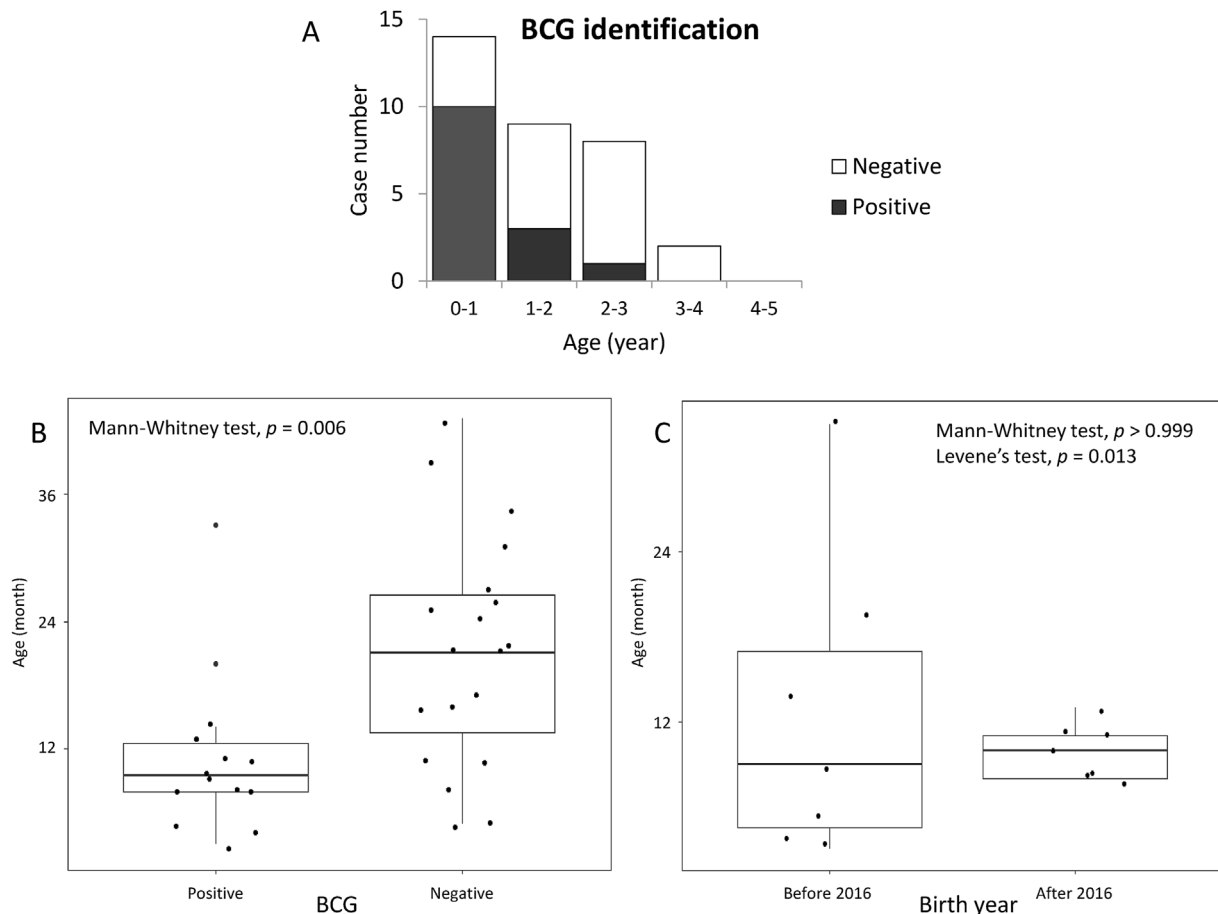 A
BCG identification
15
10
5
0
Case number
0-1 1-2 2-3 3-4 4-5
Age (year)
Negative
Positive
B
Mann-Whitney test, p = 0.006
36
24
12
Age (month)
Positive Negative
BCG
C
Mann-Whitney test, p > 0.999
Levene's test, p = 0.013
24
12
Age (month)
Before 2016 After 2016
Birth year